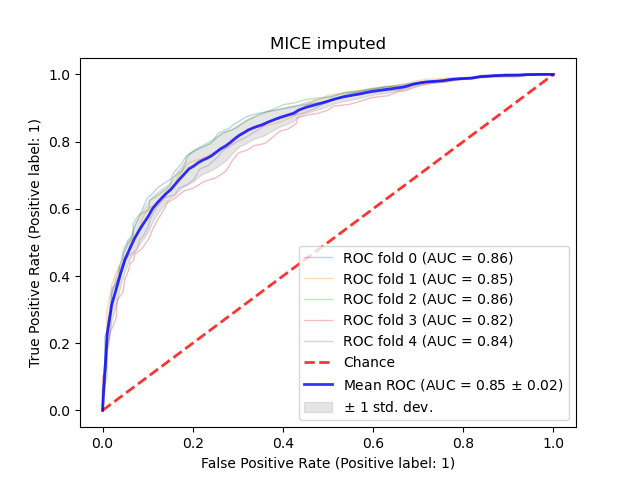 MICE imputed
True Positive Rate (Positive label: 1)
1.0
0.8
0.6
0.4
0.2
0.0
ROC fold 0 (AUC = 0.86)
ROC fold 1 (AUC = 0.85)
ROC fold 2 (AUC = 0.86)
ROC fold 3 (AUC = 0.82)
ROC fold 4 (AUC = 0.84)
Chance
Mean ROC (AUC = 0.85 ± 0.02)
± 1 std. dev.
0.0 0.2 0.4 0.6 0.8 1.0
False Positive Rate (Positive label: 1)